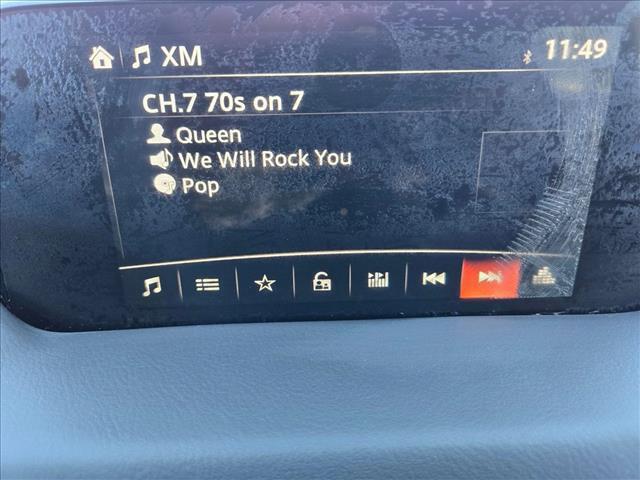 XM
11:49
CH.7 70s on 7
Queen
We Will Rock You
Pop